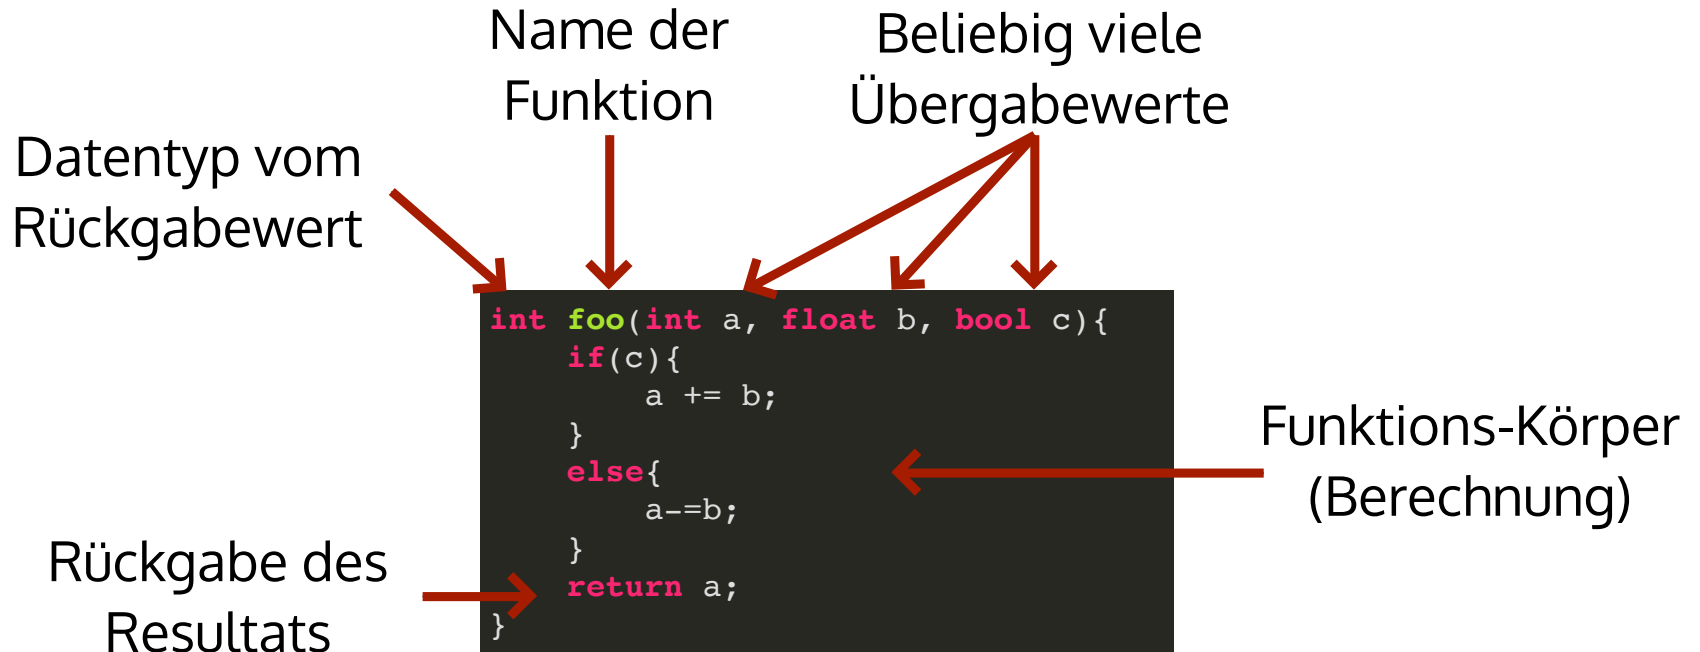 Name der
Funktion
Beliebig viele
Übergabewerte
Datentyp vom
Rückgabewert
int foo(int a, float b, bool c){
if(c){
a += b;
}
else{
a-=b;
}
return a;
}
Funktions-Körper
(Berechnung)
Rückgabe des
Resultats